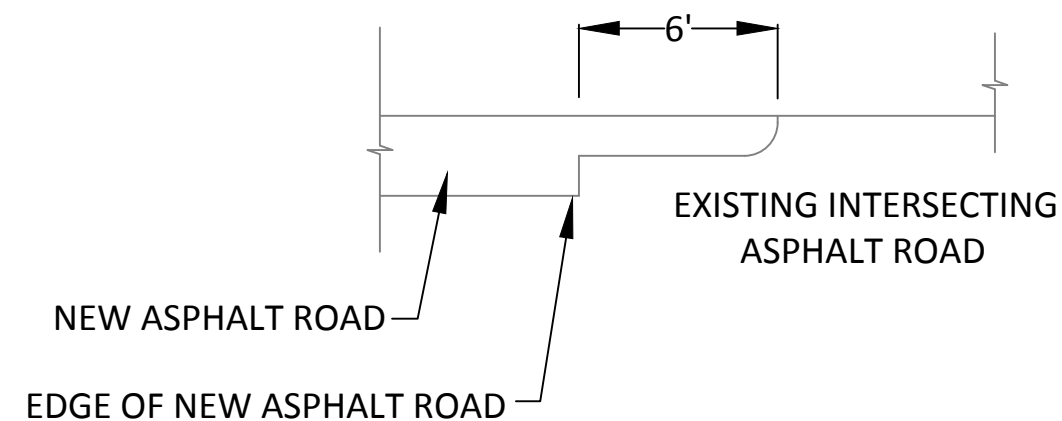 6'
EXISTING INTERSECTING
ASPHALT ROAD
NEW ASPHALT ROAD
EDGE OF NEW ASPHALT ROAD